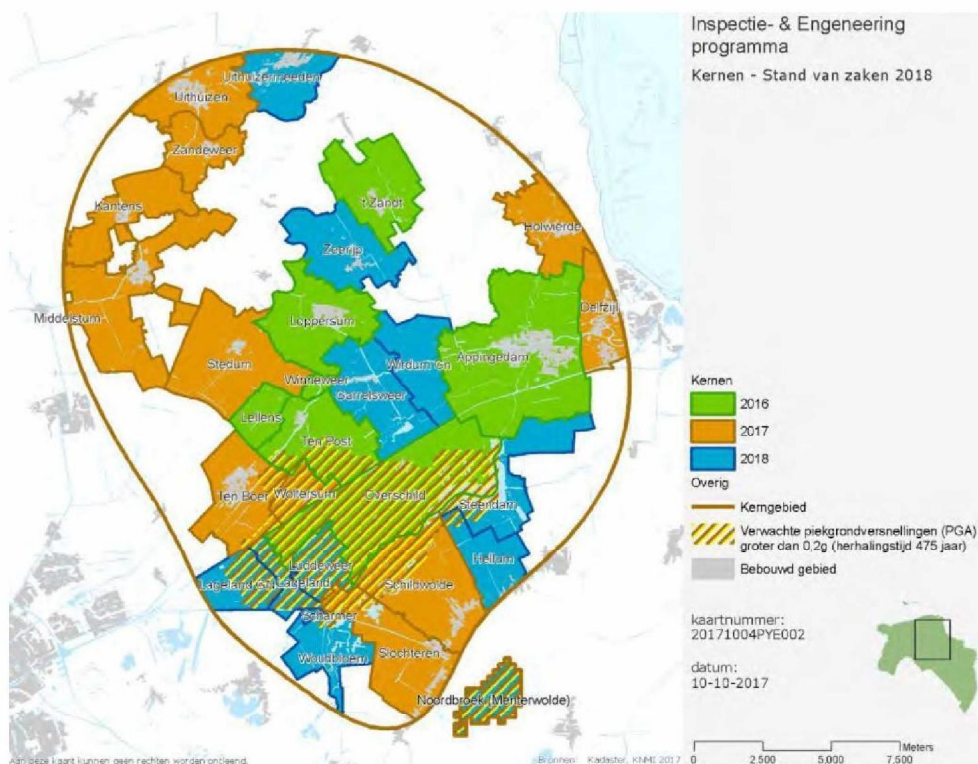 Inspectie- & Engeneering
programma
Kernen - Stand van zaken 2018
Uithuizermeeden
Uithuizen
Zandeweer
Kantens
't Zandt
Holwierde
Zeerijp
Delfzijl
Middelstum
Loppersum
Stedum
Wirdum en
Appingedam
Winneweer
Garrelsweer
Lellens
Ten Post
Ten Boer
Woltersum
Overschild
Steendam
Hellum
Luddeweer
Lageland
Lageland
Schildwolde
Scharmer
Woudbloem
Slochteren
Noordbroek (Menterwolde)
Kernen
2016
2017
2018
Overig
Kerngebied
Verwachte piekgrondversnellingen (PGA)
groter dan 0,2g (herhalingstijd 475 jaar)
Bebouwd gebied
kaartnummer:
20171004PYE002
datum:
10-10-2017
Meters
0 2.500 5.000 7.500
Aan deze kaart kunnen geen rechten worden ontleend.
Bronnen: Kadaster, KNMI 2017